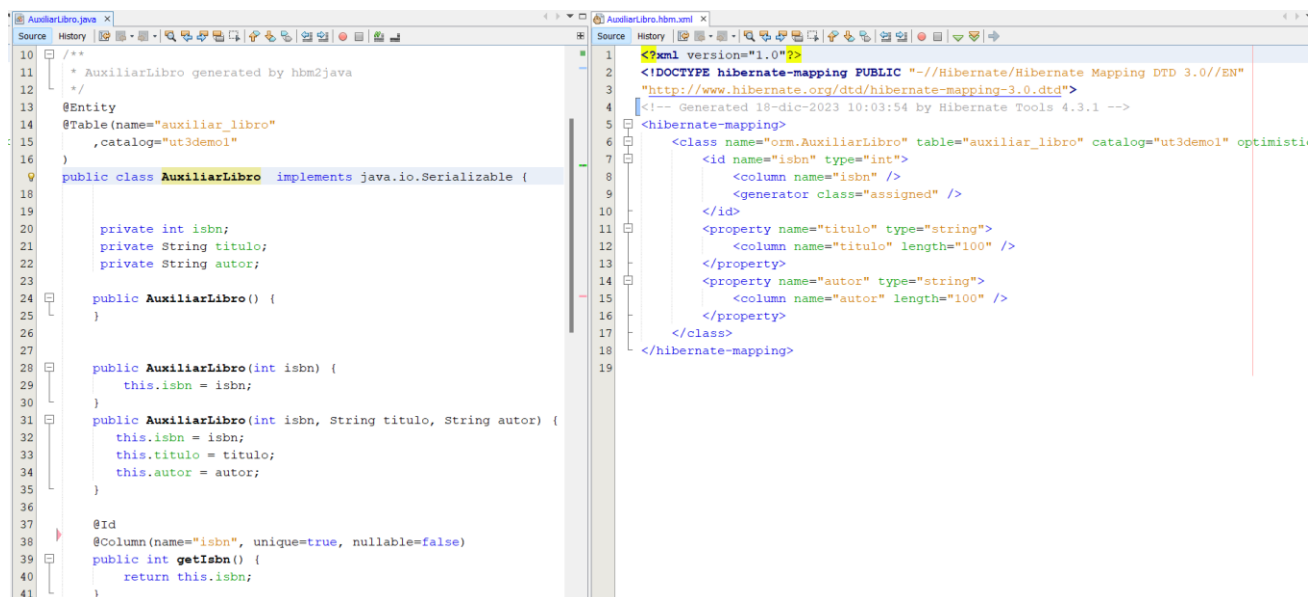 AuxiliarLibro.java
Source History
10 /**
11 * AuxiliarLibro generated by hbm2java
12 */
13 @Entity
14 @Table(name="auxiliar_libro"
15 ,catalog="ut3demo1"
16 )
public class AuxiliarLibro implements java.io.Serializable {
18
19
20 private int isbn;
21 private String titulo;
22 private String autor;
23
24 public AuxiliarLibro() {
25 }
26
27
28 public AuxiliarLibro(int isbn) {
29 this.isbn = isbn;
30 }
31 public AuxiliarLibro(int isbn, String titulo, String autor) {
32 this.isbn = isbn;
33 this.titulo = titulo;
34 this.autor = autor;
35 }
36
37 @Id
38 @Column(name="isbn", unique=true, nullable=false)
39 public int getIsbn() {
40 return this.isbn;
41 }
AuxiliarLibro.hbm.xml
Source History
1 <?xml version="1.0"?>
2 <!DOCTYPE hibernate-mapping PUBLIC "-//Hibernate/Hibernate Mapping DTD 3.0//EN"
3 "http://www.hibernate.org/dtd/hibernate-mapping-3.0.dtd">
4 <!-- Generated 18-dic-2023 10:03:54 by Hibernate Tools 4.3.1 -->
5 <hibernate-mapping>
6 <class name="orm.AuxiliarLibro" table="auxiliar_libro" catalog="ut3demo1" optimistic
7 <id name="isbn" type="int">
8 <column name="isbn" />
9 <generator class="assigned" />
10 </id>
11 <property name="titulo" type="string">
12 <column name="titulo" length="100" />
13 </property>
14 <property name="autor" type="string">
15 <column name="autor" length="100" />
16 </property>
17 </class>
18 </hibernate-mapping>
19